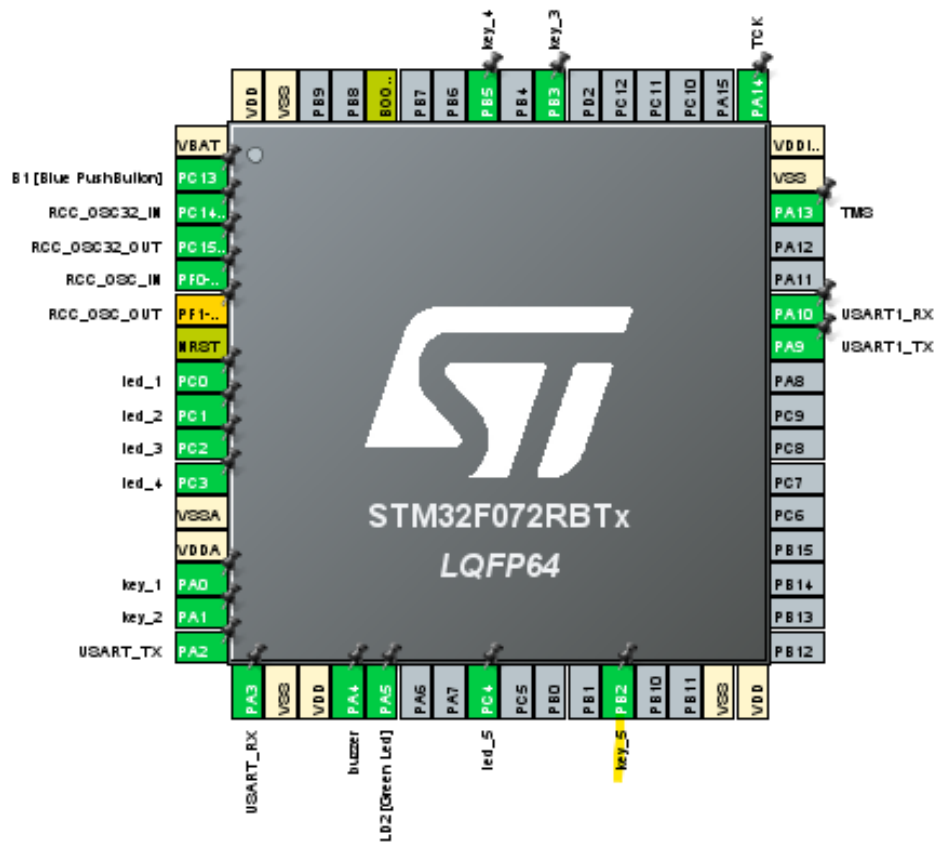 key_4
key_3
TCK
VDD
VSS
PB9
PB8
BOO..
PB7
PB6
PB5
PB4
PB3
PD2
PC12
PC11
PC10
PA15
PA14
VBAT
B1 [Blue PushButton] PC13
RCC_OSC32_IN PC14..
RCC_OSC32_OUT PC15..
RCC_OSC_IN PF0-..
RCC_OSC_OUT PF1-..
NRST
led_1 PC0
led_2 PC1
led_3 PC2
led_4 PC3
VSSA
VDDA
key_1 PA0
key_2 PA1
USART_TX PA2
VDDI..
VSS
PA13 TMS
PA12
PA11
PA10 USART1_RX
PA9 USART1_TX
PA8
PC9
PC8
PC7
PC6
PB15
PB14
PB13
PB12
ST
STM32F072RBTx
LQFP64
PA3
VSS
VDD
PA4
PA5
PA6
PA7
PC4
PC5
PB0
PB1
PB2
PB10
PB11
VSS
VDD
USART_RX
buzzer
LD2 [Green Led]
led_5
key_5